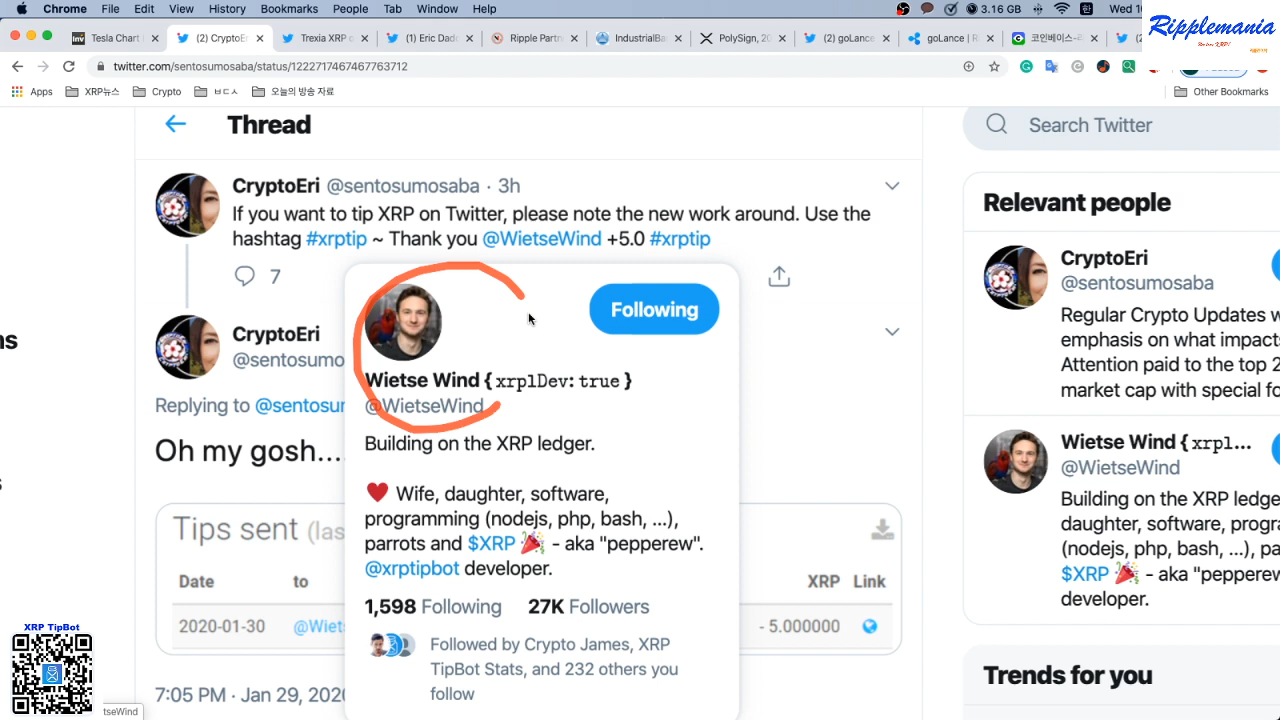 Chrome File Edit View History Bookmarks People Tab Window Help 3.16 GB 한 Wed 10
Ripplemania
Tesla Chart
(2) CryptoE
Trexia XRP o
(1) Eric Dad
Ripple Partn
IndustrialBa
PolySign, 20
(2) goLance
goLance | R
코인베이스-리
(2
twitter.com/sentosumosaba/status/1222717467467763712
Apps XRP뉴스 Crypto ㅂㄷㅅ 오늘의 방송 자료 Other Bookmarks
Thread
Search Twitter
CryptoEri @sentosumosaba · 3h
If you want to tip XRP on Twitter, please note the new work around. Use the
hashtag #xrptip ~ Thank you @WietseWind +5.0 #xrptip
7
Following
CryptoEri
@sentosumo
Wietse Wind { xrplDev: true }
@WietseWind
Replying to @sentosur
Building on the XRP ledger.
Oh my gosh....
Wife, daughter, software,
programming (nodejs, php, bash, ...),
parrots and $XRP - aka "pepperew".
@xrptipbot developer.
1,598 Following 27K Followers
Followed by Crypto James, XRP
TipBot Stats, and 232 others you
follow
Tips sent (las
Date to XRP Link
2020-01-30 @Wiets - 5.000000
7:05 PM · Jan 29, 2020
Relevant people
CryptoEri
@sentosumosaba
Regular Crypto Updates w
emphasis on what impacts
Attention paid to the top 2
market cap with special fo
Wietse Wind { xrpl...
@WietseWind
Building on the XRP ledge
daughter, software, progra
(nodejs, php, bash, ...), pa
$XRP - aka "pepperew
developer.
Trends for you
ns
s
XRP TipBot
tseWind